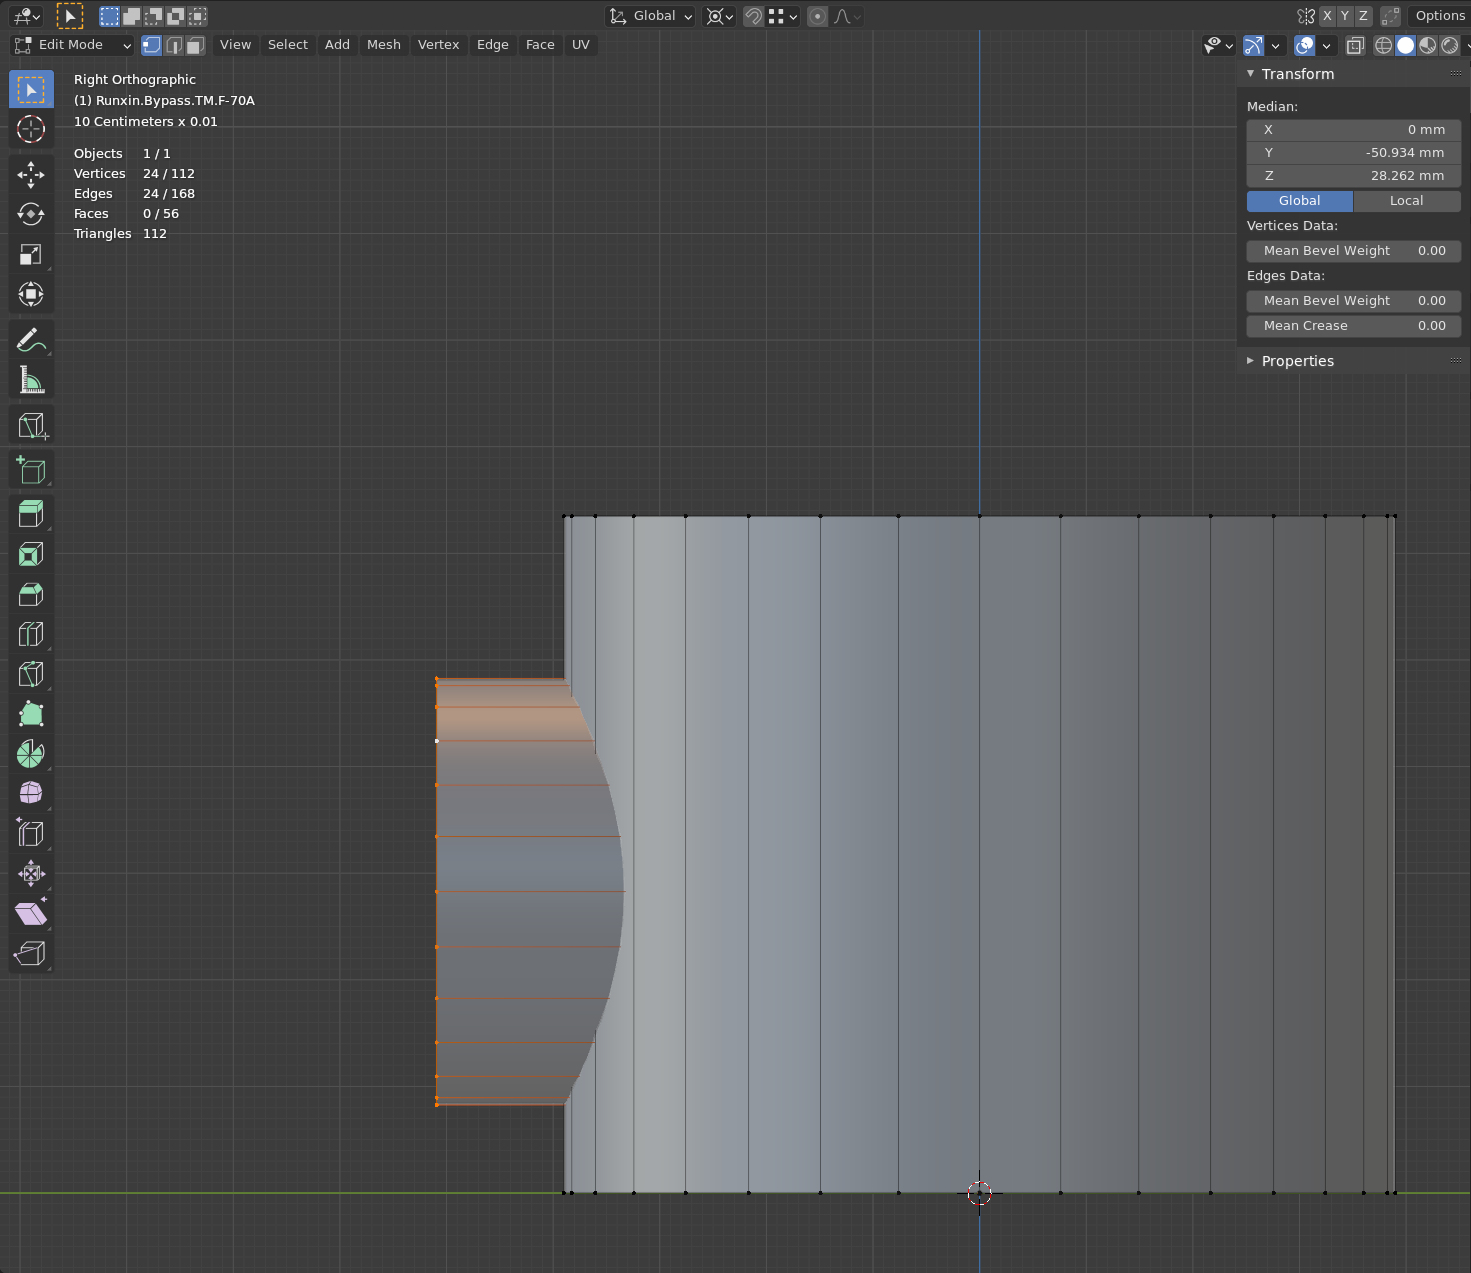 Global
X Y Z
Options
Edit Mode
View Select Add Mesh Vertex Edge Face UV
Right Orthographic
(1) Runxin.Bypass.TM.F-70A
10 Centimeters x 0.01
Objects 1 / 1
Vertices 24 / 112
Edges 24 / 168
Faces 0 / 56
Triangles 112
Transform
Median:
X 0 mm
Y -50.934 mm
Z 28.262 mm
Global Local
Vertices Data:
Mean Bevel Weight 0.00
Edges Data:
Mean Bevel Weight 0.00
Mean Crease 0.00
Properties